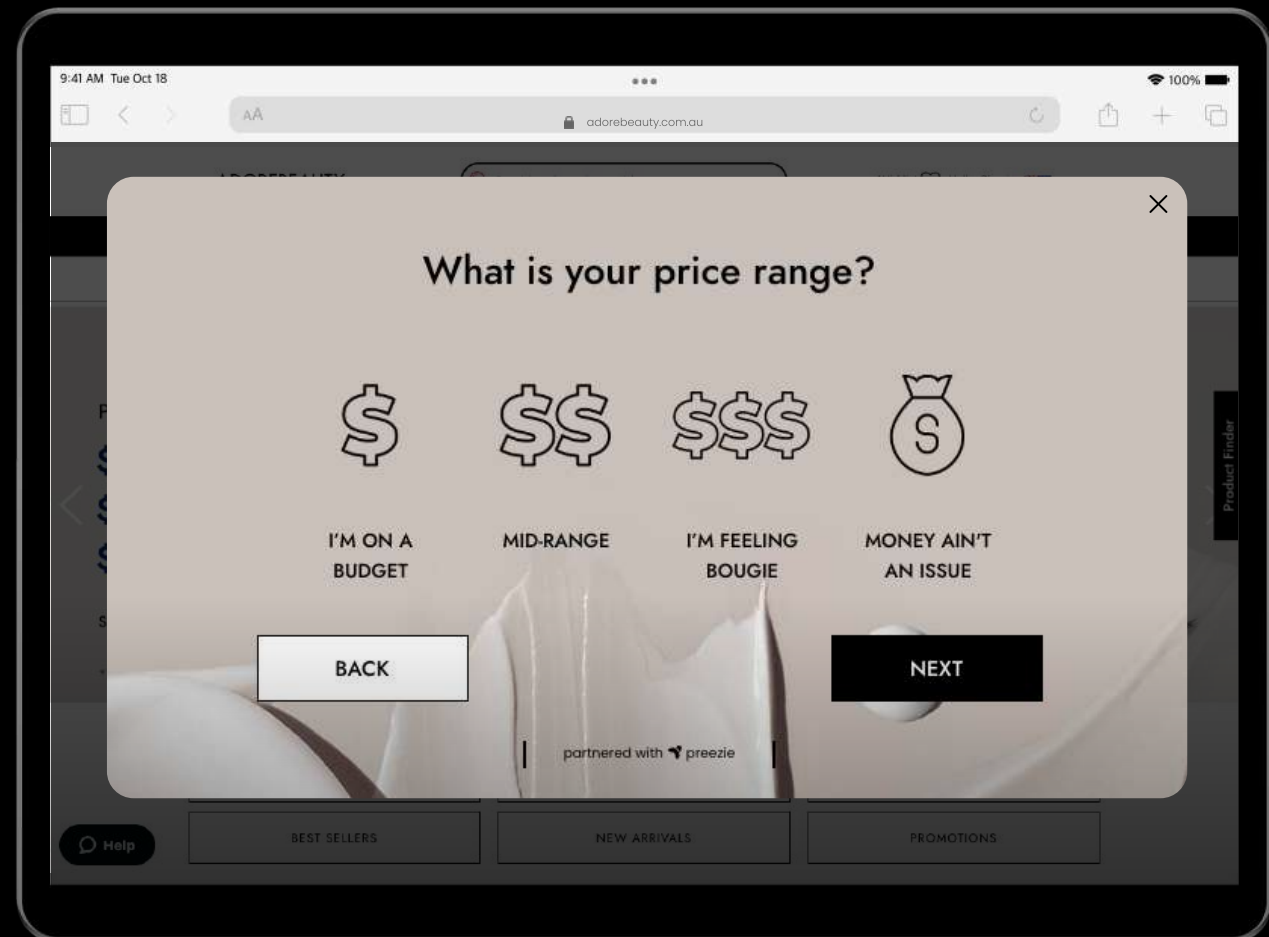 9:41 AM Tue Oct 18
100%
AA
adorebeauty.com.au
ADOREBEAUTY
What is your price range?
$ $$ $$$ $
I'M ON A
BUDGET
MID-RANGE
I'M FEELING
BOUGIE
MONEY AIN'T
AN ISSUE
Product Finder
BACK
NEXT
partnered with preezie
Help
BEST SELLERS
NEW ARRIVALS
PROMOTIONS